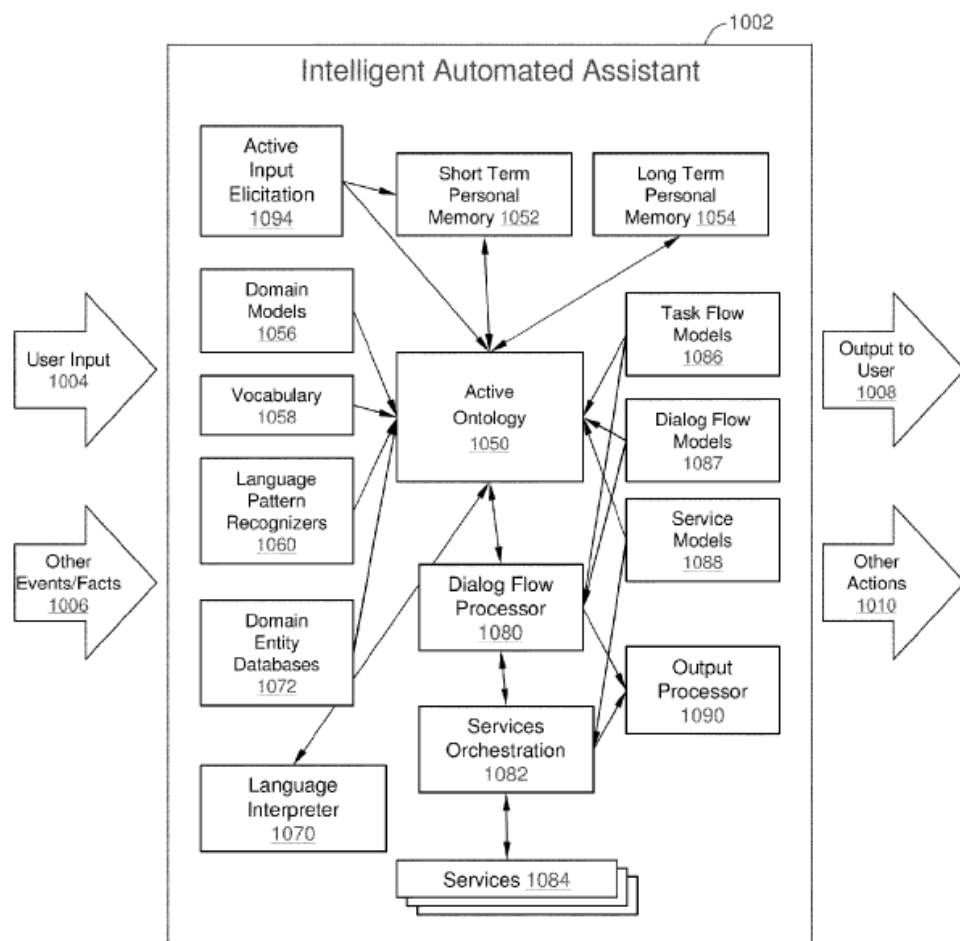 1002
Intelligent Automated Assistant
Active
Input
Elicitation
1094
Short Term
Personal
Memory 1052
Long Term
Personal
Memory 1054
Domain
Models
1056
Task Flow
Models
1086
User Input
1004
Output to
User
1008
Vocabulary
1058
Active
Ontology
1050
Dialog Flow
Models
1087
Language
Pattern
Recognizers
1060
Service
Models
1088
Other
Events/Facts
1006
Other
Actions
1010
Dialog Flow
Processor
1080
Domain
Entity
Databases
1072
Output
Processor
1090
Services
Orchestration
1082
Language
Interpreter
1070
Services 1084